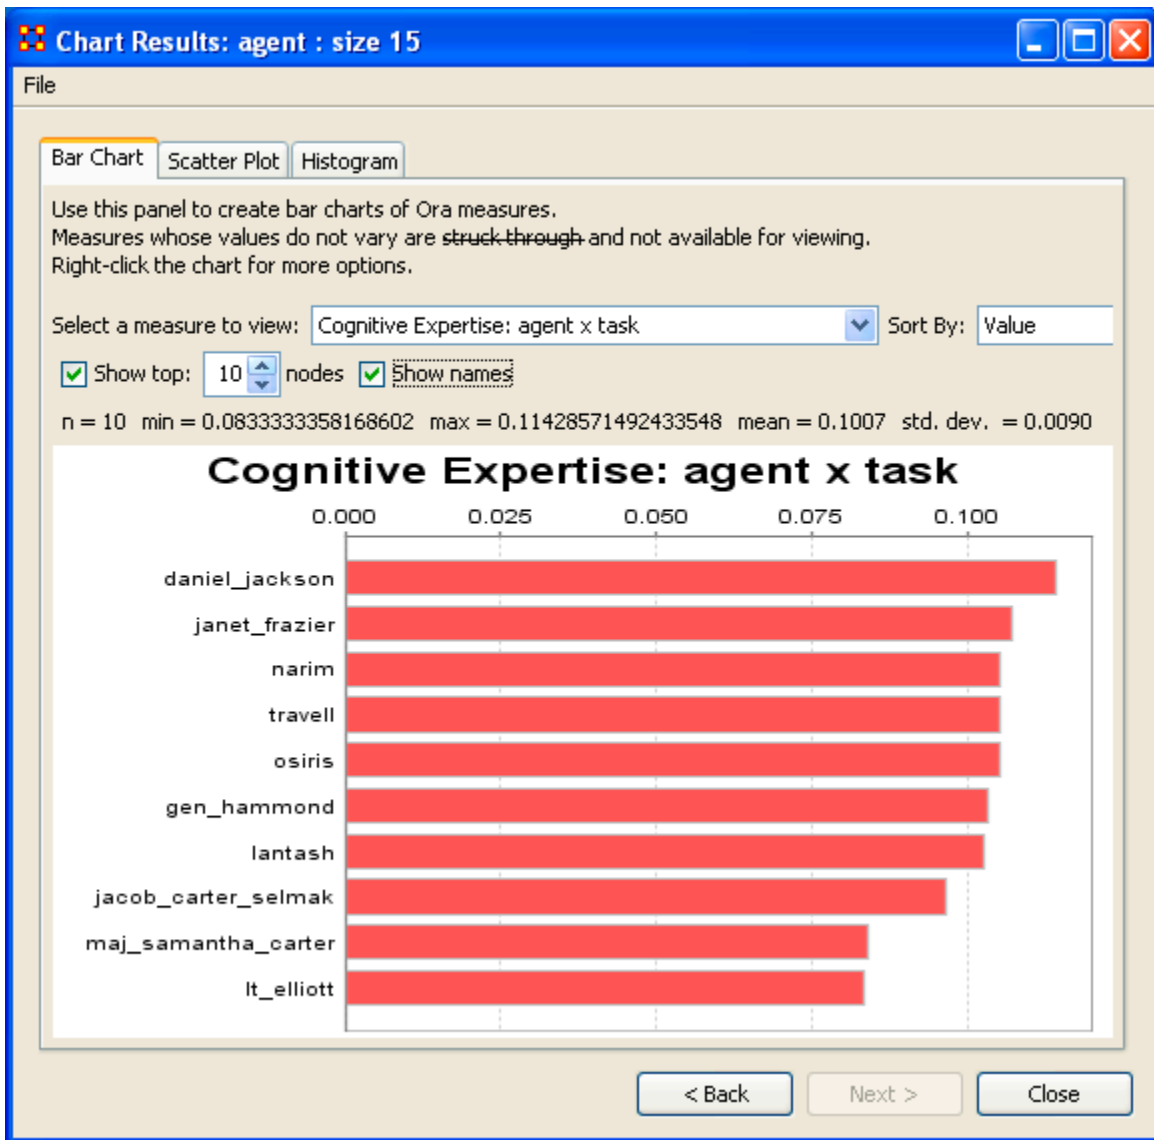 Chart Results: agent : size 15
File
Bar Chart Scatter Plot Histogram
Use this panel to create bar charts of Ora measures.
Measures whose values do not vary are struck through and not available for viewing.
Right-click the chart for more options.
Select a measure to view: Cognitive Expertise: agent x task Sort By: Value
Show top: 10 nodes Show names
n = 10 min = 0.0833333358168602 max = 0.11428571492433548 mean = 0.1007 std. dev. = 0.0090
Cognitive Expertise: agent x task
0.000 0.025 0.050 0.075 0.100
daniel_jackson
janet_frazier
narim
travell
osiris
gen_hammond
lantash
jacob_carter_selmak
maj_samantha_carter
lt_elliott
< Back Next > Close